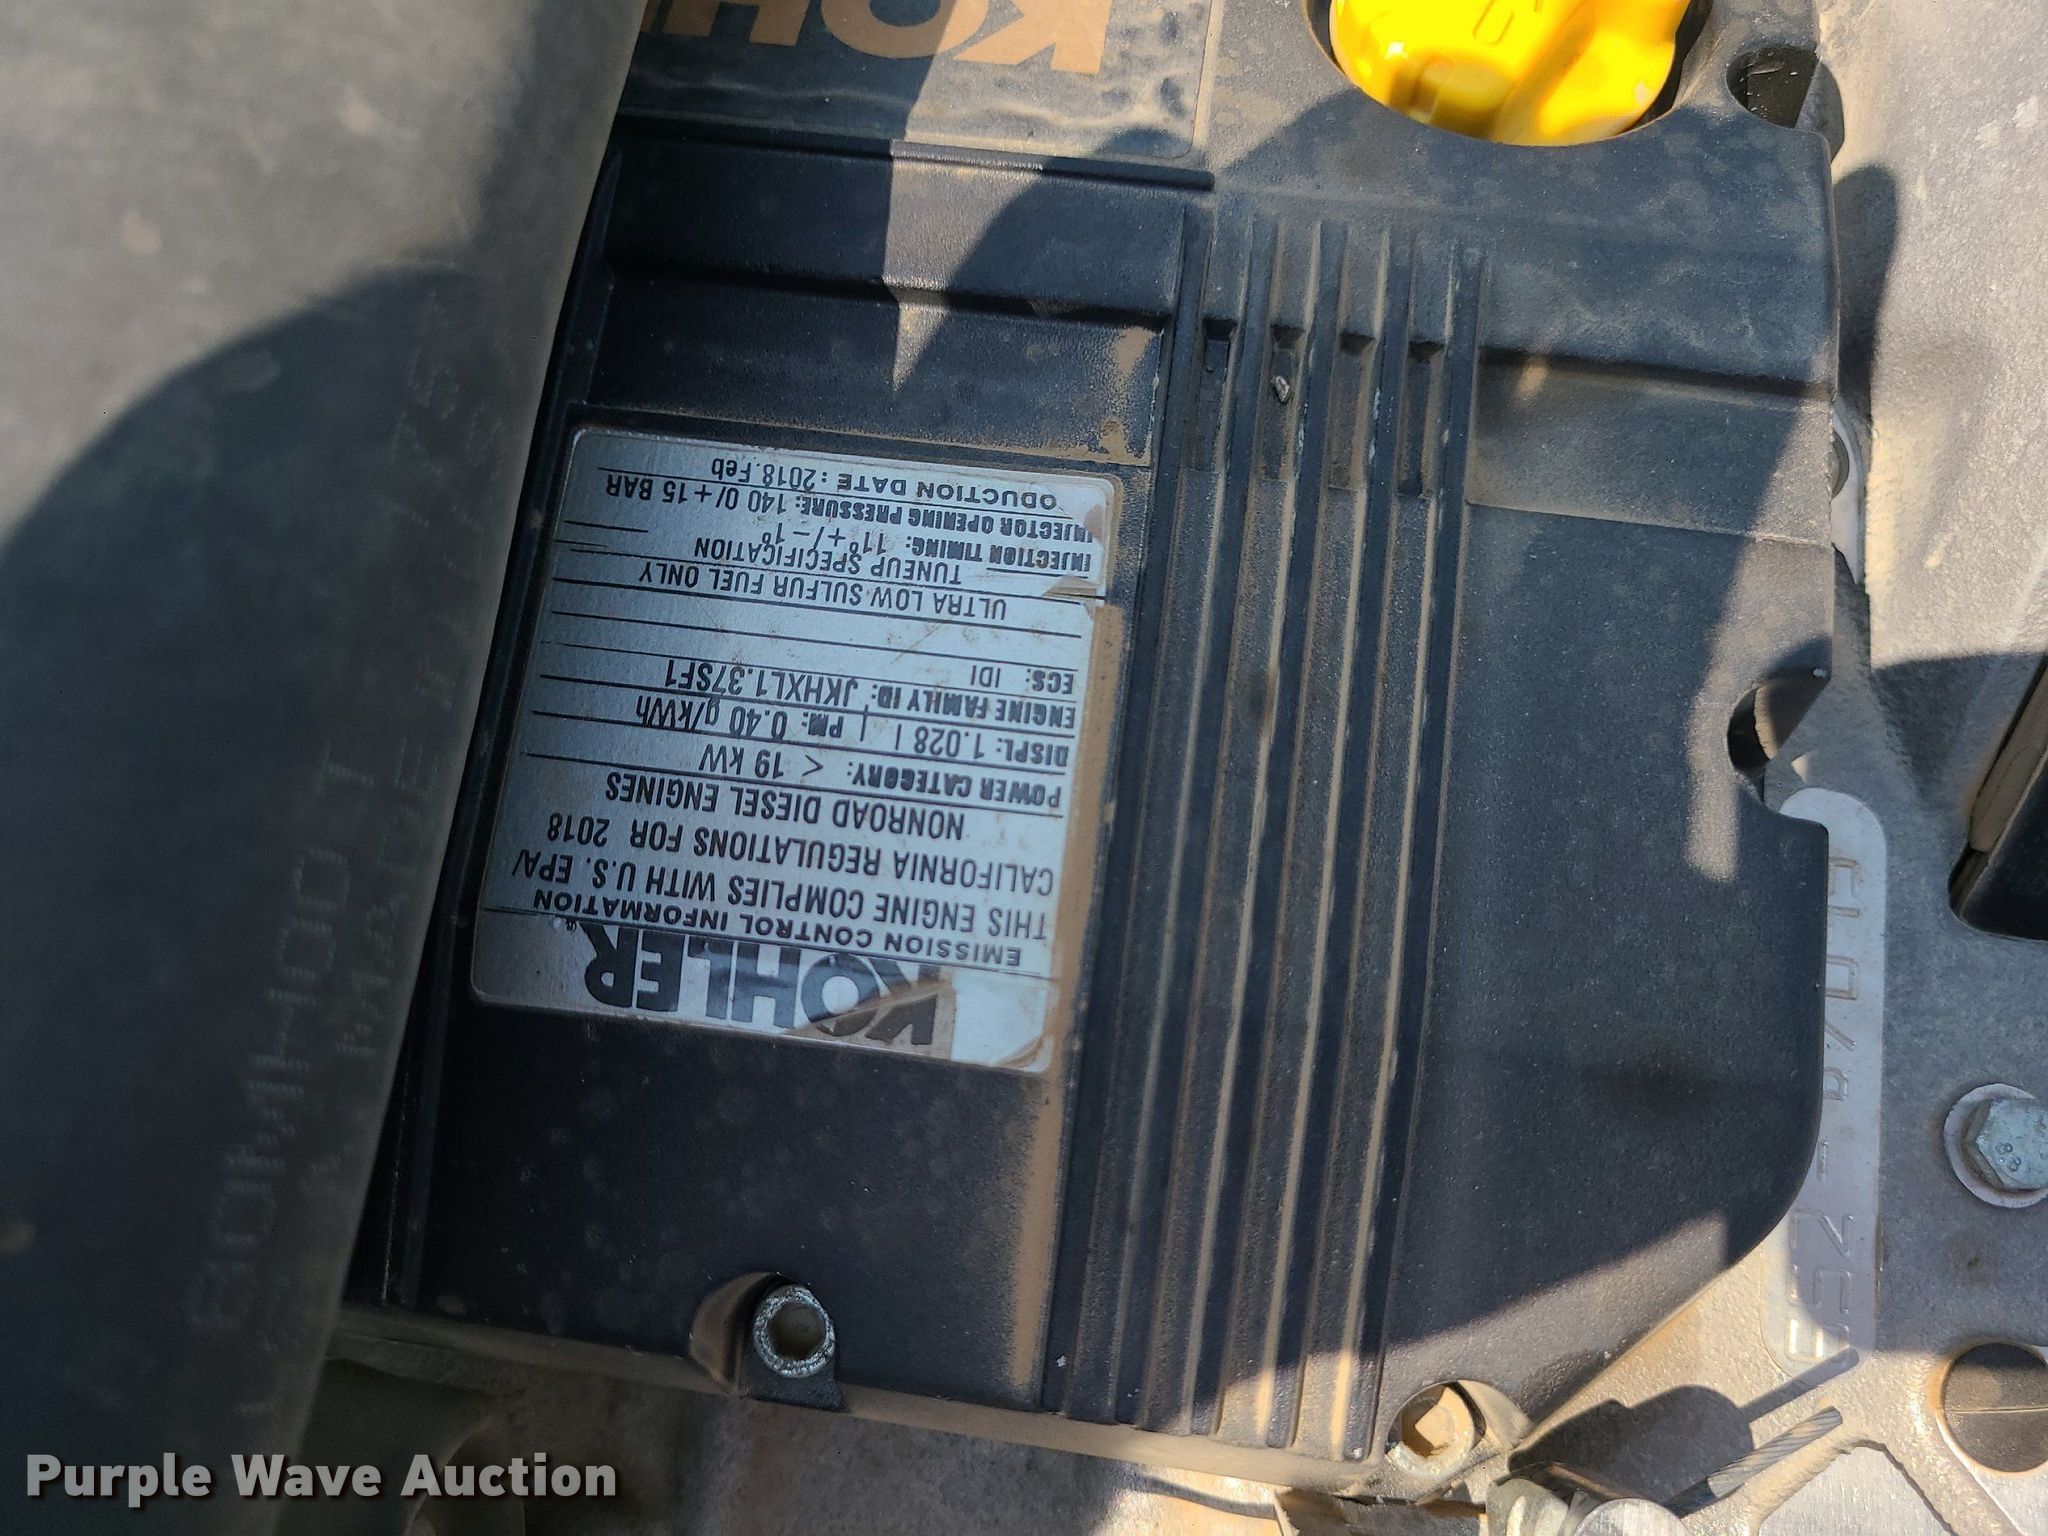 KOHLER
EMISSION CONTROL INFORMATION
THIS ENGINE COMPLIES WITH U.S. EPA/
CALIFORNIA REGULATIONS FOR 2018
NONROAD DIESEL ENGINES
POWER CATEGORY: < 19 kW
DISPL: 1.028 l | PM: 0.40 g/kWh
ENGINE FAMILY ID: JKHXL1.37SF1
ECS: IDI
ULTRA LOW SULFUR FUEL ONLY
TUNEUP SPECIFICATION
INJECTION TIMING: 11°+/-1°
INJECTOR OPENING PRESSURE: 140 0/+15 BAR
ODUCTION DATE : 2018.Feb
KOH
8.8
Purple Wave Auction